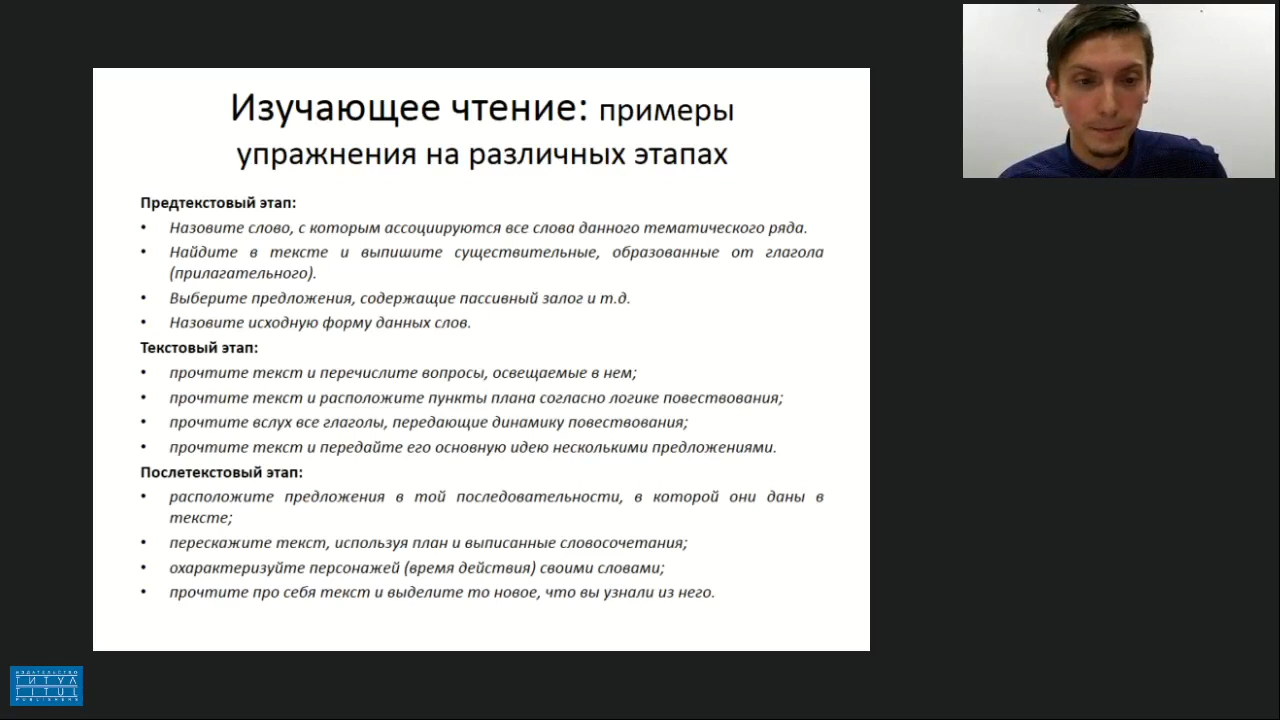 Изучающее чтение: примеры
упражнения на различных этапах
Предтекстовый этап:
• Назовите слово, с которым ассоциируются все слова данного тематического ряда.
• Найдите в тексте и выпишите существительные, образованные от глагола
(прилагательного).
• Выберите предложения, содержащие пассивный залог и т.д.
• Назовите исходную форму данных слов.
Текстовый этап:
• прочтите текст и перечислите вопросы, освещаемые в нем;
• прочтите текст и расположите пункты плана согласно логике повествования;
• прочтите вслух все глаголы, передающие динамику повествования;
• прочтите текст и передайте его основную идею несколькими предложениями.
Послетекстовый этап:
• расположите предложения в той последовательности, в которой они даны в
тексте;
• перескажите текст, используя план и выписанные словосочетания;
• охарактеризуйте персонажей (время действия) своими словами;
• прочтите про себя текст и выделите то новое, что вы узнали из него.
ИЗДАТЕЛЬСТВО
ТИТУЛ
TITUL
PUBLISHERS